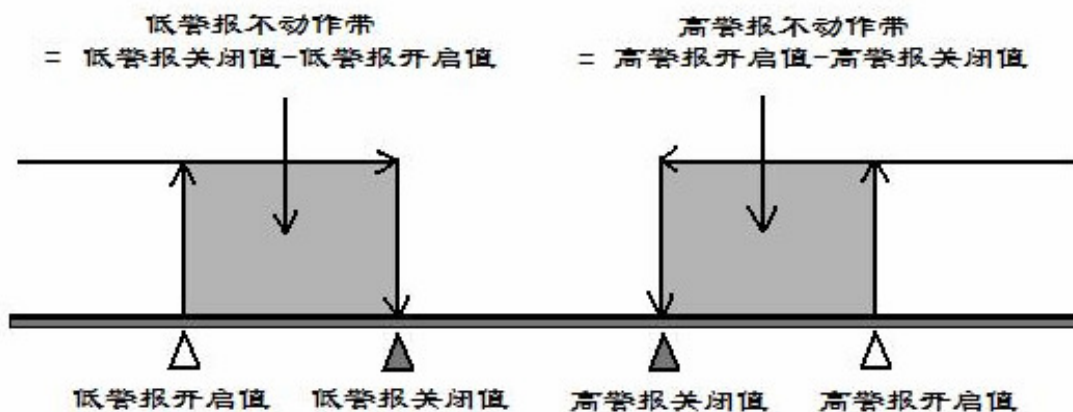 低警报不动作带
= 低警报关闭值-低警报开启值
高警报不动作带
= 高警报开启值-高警报关闭值
低警报开启值
低警报关闭值
高警报关闭值
高警报开启值